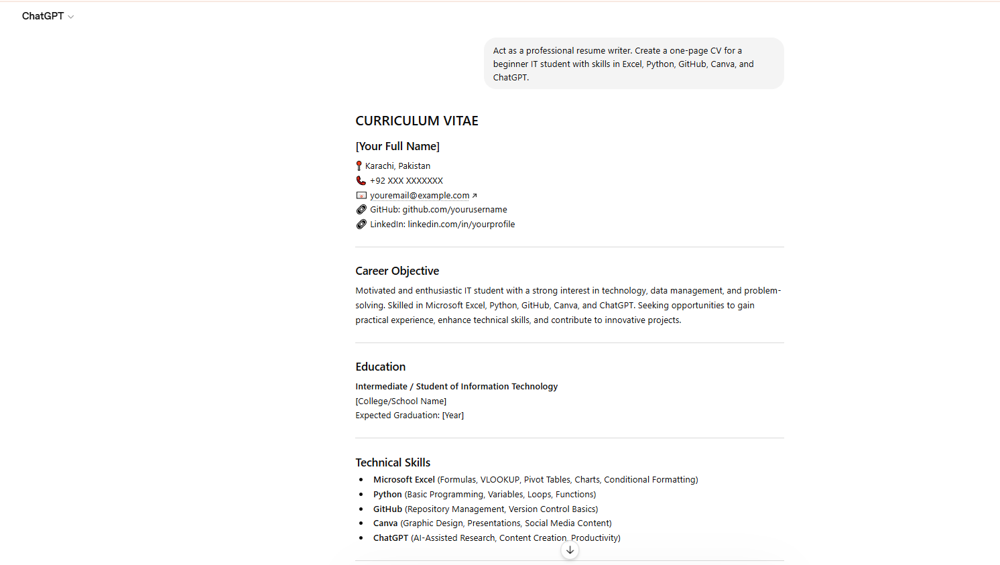 ChatGPT
Act as a professional resume writer. Create a one-page CV for a
beginner IT student with skills in Excel, Python, GitHub, Canva, and
ChatGPT.
CURRICULUM VITAE
[Your Full Name]
Karachi, Pakistan
+92 XXX XXXXXXX
youremail@example.com
GitHub: github.com/yourusername
LinkedIn: linkedin.com/in/yourprofile
Career Objective
Motivated and enthusiastic IT student with a strong interest in technology, data management, and problem-
solving. Skilled in Microsoft Excel, Python, GitHub, Canva, and ChatGPT. Seeking opportunities to gain
practical experience, enhance technical skills, and contribute to innovative projects.
Education
Intermediate / Student of Information Technology
[College/School Name]
Expected Graduation: [Year]
Technical Skills
Microsoft Excel (Formulas, VLOOKUP, Pivot Tables, Charts, Conditional Formatting)
Python (Basic Programming, Variables, Loops, Functions)
GitHub (Repository Management, Version Control Basics)
Canva (Graphic Design, Presentations, Social Media Content)
ChatGPT (AI-Assisted Research, Content Creation, Productivity)